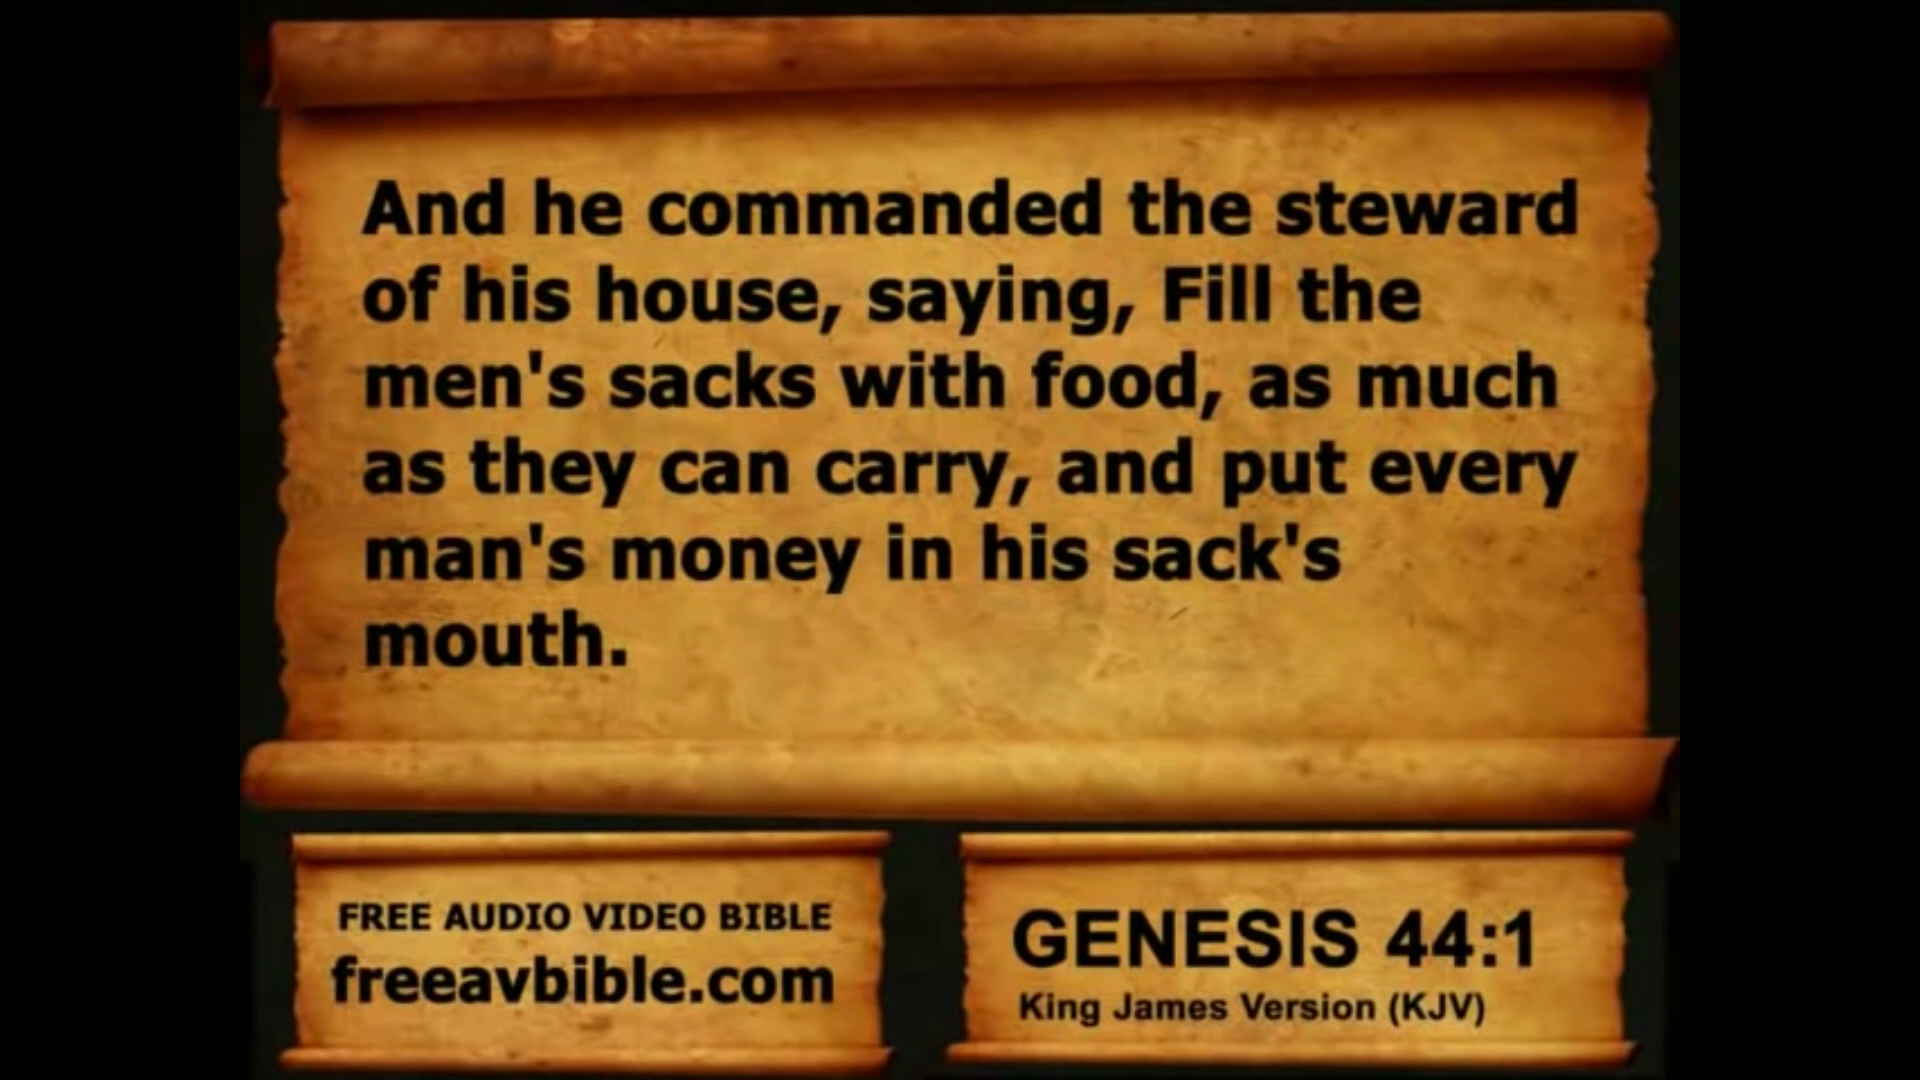 And he commanded the steward
of his house, saying, Fill the
men's sacks with food, as much
as they can carry, and put every
man's money in his sack's
mouth.
FREE AUDIO VIDEO BIBLE
freeavbible.com
GENESIS 44:1
King James Version (KJV)